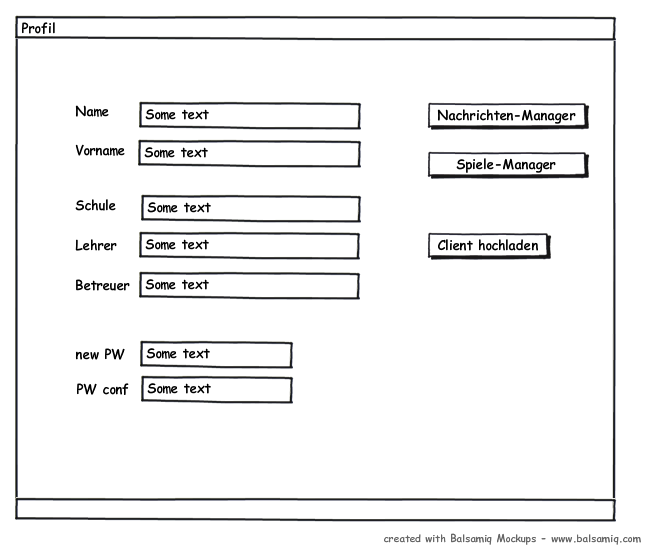 Profil
Name
Some text
Nachrichten-Manager
Vorname
Some text
Spiele-Manager
Schule
Some text
Lehrer
Some text
Client hochladen
Betreuer
Some text
new PW
Some text
PW conf
Some text
created with Balsamiq Mockups - www.balsamiq.com